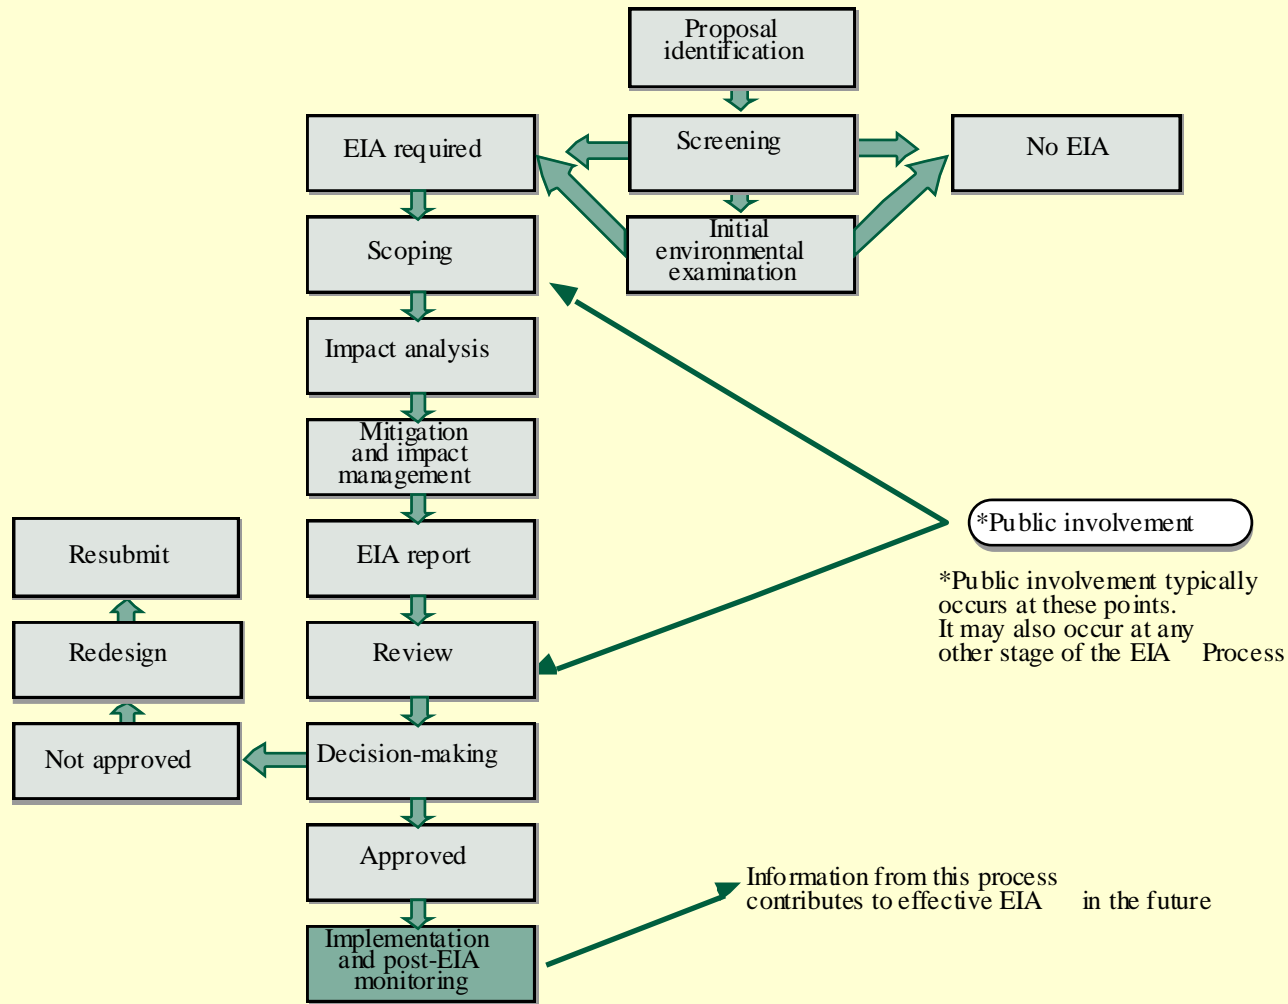 Proposal
identification
EIA required
Screening
No EIA
Initial
environmental
examination
Scoping
Impact analysis
Mitigation
and impact
management
*Public involvement
Resubmit
EIA report
*Public involvement typically
occurs at these points.
It may also occur at any
other stage of the EIA Process
Redesign
Review
Not approved
Decision-making
Approved
Information from this process
contributes to effective EIA in the future
Implementation
and post-EIA
monitoring